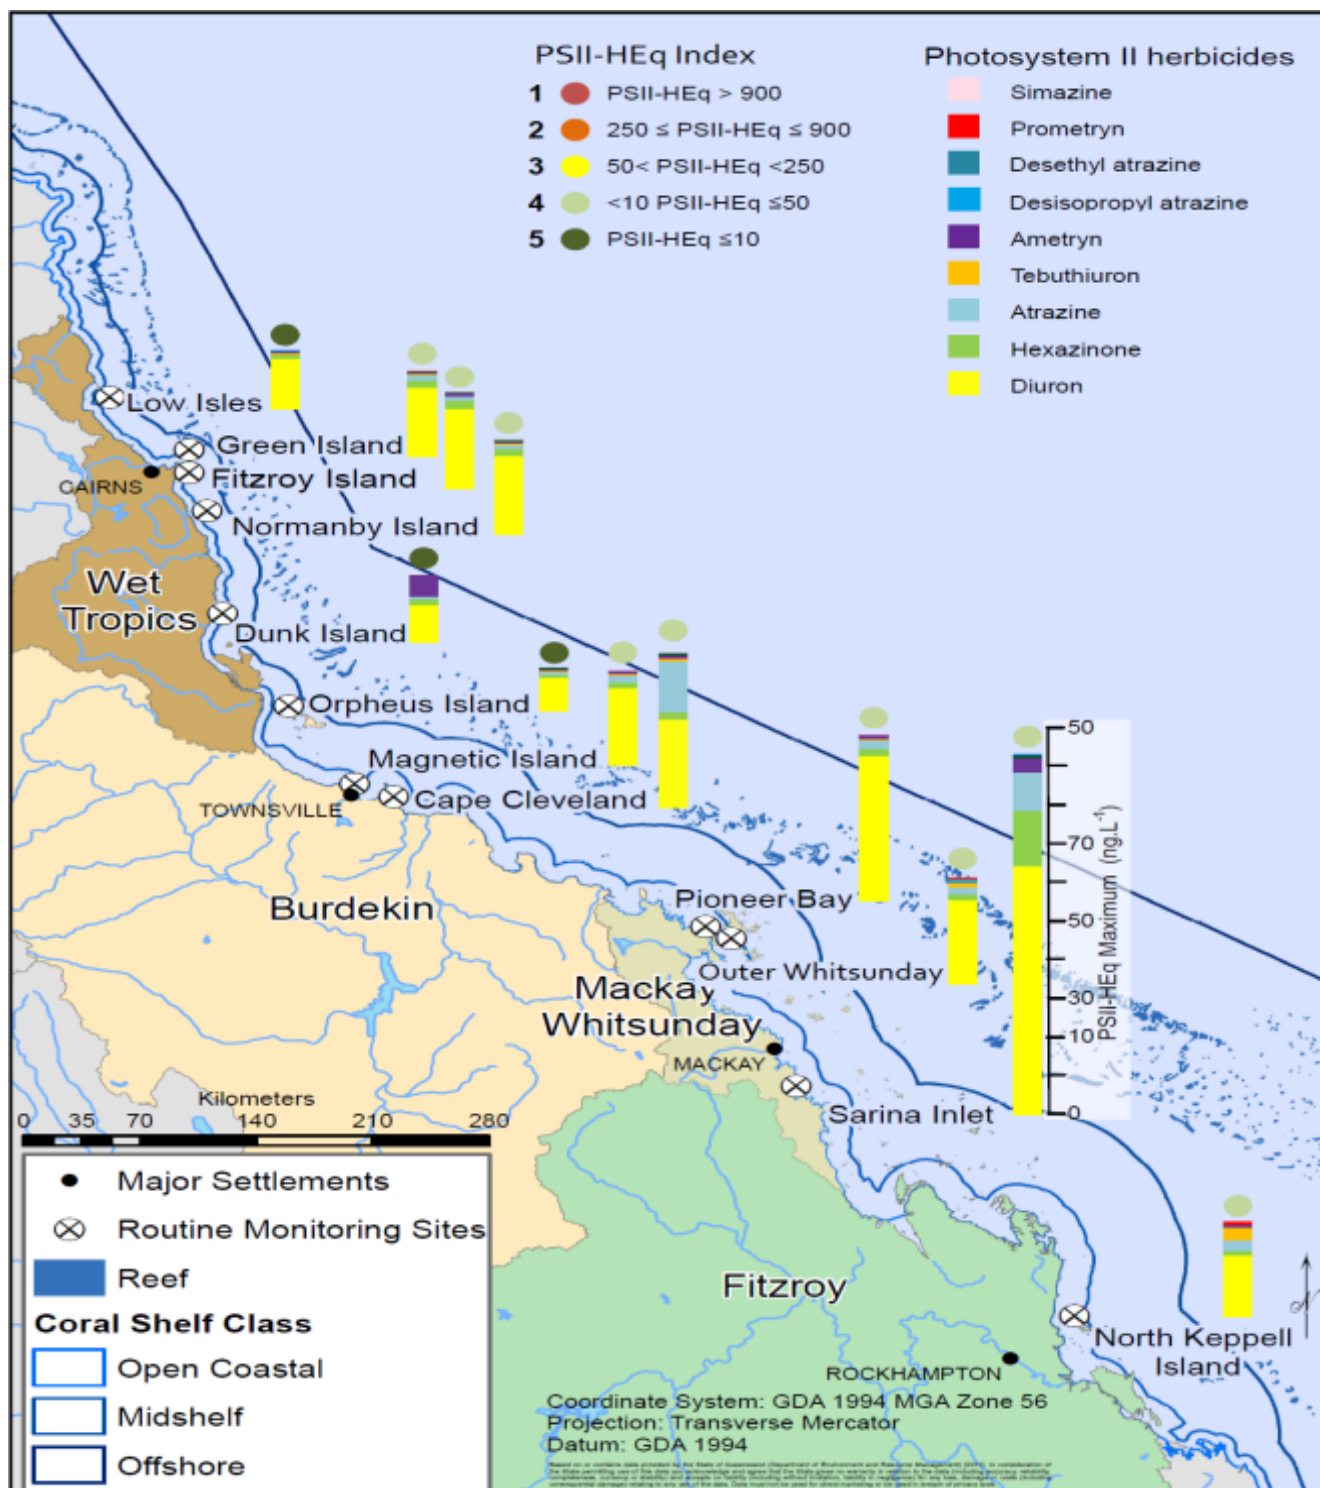 PSII-HEq Index
1 PSII-HEq > 900
2 250 ≤ PSII-HEq ≤ 900
3 50< PSII-HEq <250
4 <10 PSII-HEq ≤50
5 PSII-HEq ≤10
Photosystem II herbicides
Simazine
Prometryn
Desethyl atrazine
Desisopropyl atrazine
Ametryn
Tebuthiuron
Atrazine
Hexazinone
Diuron
Low Isles
Green Island
CAIRNS
Fitzroy Island
Normanby Island
Wet
Tropics
Dunk Island
Orpheus Island
Magnetic Island
TOWNSVILLE
Cape Cleveland
Burdekin
Pioneer Bay
Outer Whitsunday
Mackay
Whitsunday
MACKAY
Sarina Inlet
50
70
50
30
10
0
PSII-HEq Maximum (ng.L-1)
Kilometers
0 35 70 140 210 280
Major Settlements
Routine Monitoring Sites
Reef
Coral Shelf Class
Open Coastal
Midshelf
Offshore
Fitzroy
North Keppell
Island
ROCKHAMPTON
N
Coordinate System: GDA 1994 MGA Zone 56
Projection: Transverse Mercator
Datum: GDA 1994